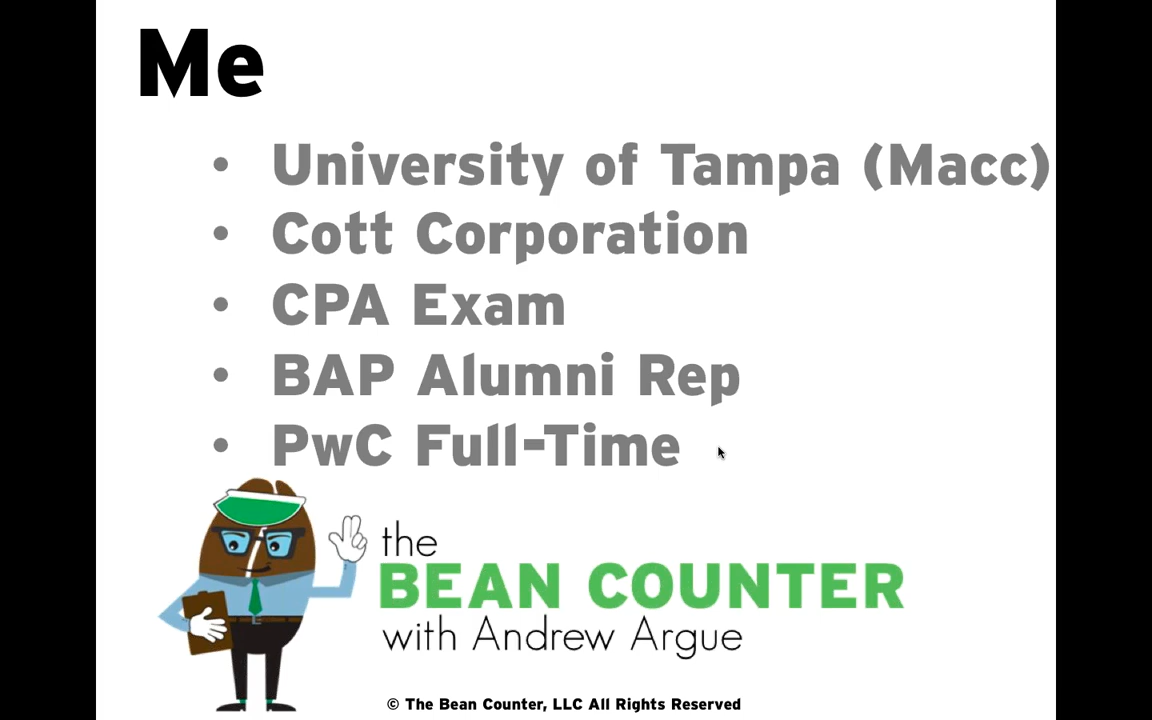 Me
• University of Tampa (Macc)
• Cott Corporation
• CPA Exam
• BAP Alumni Rep
• PwC Full-Time
the
BEAN COUNTER
with Andrew Argue
© The Bean Counter, LLC All Rights Reserved